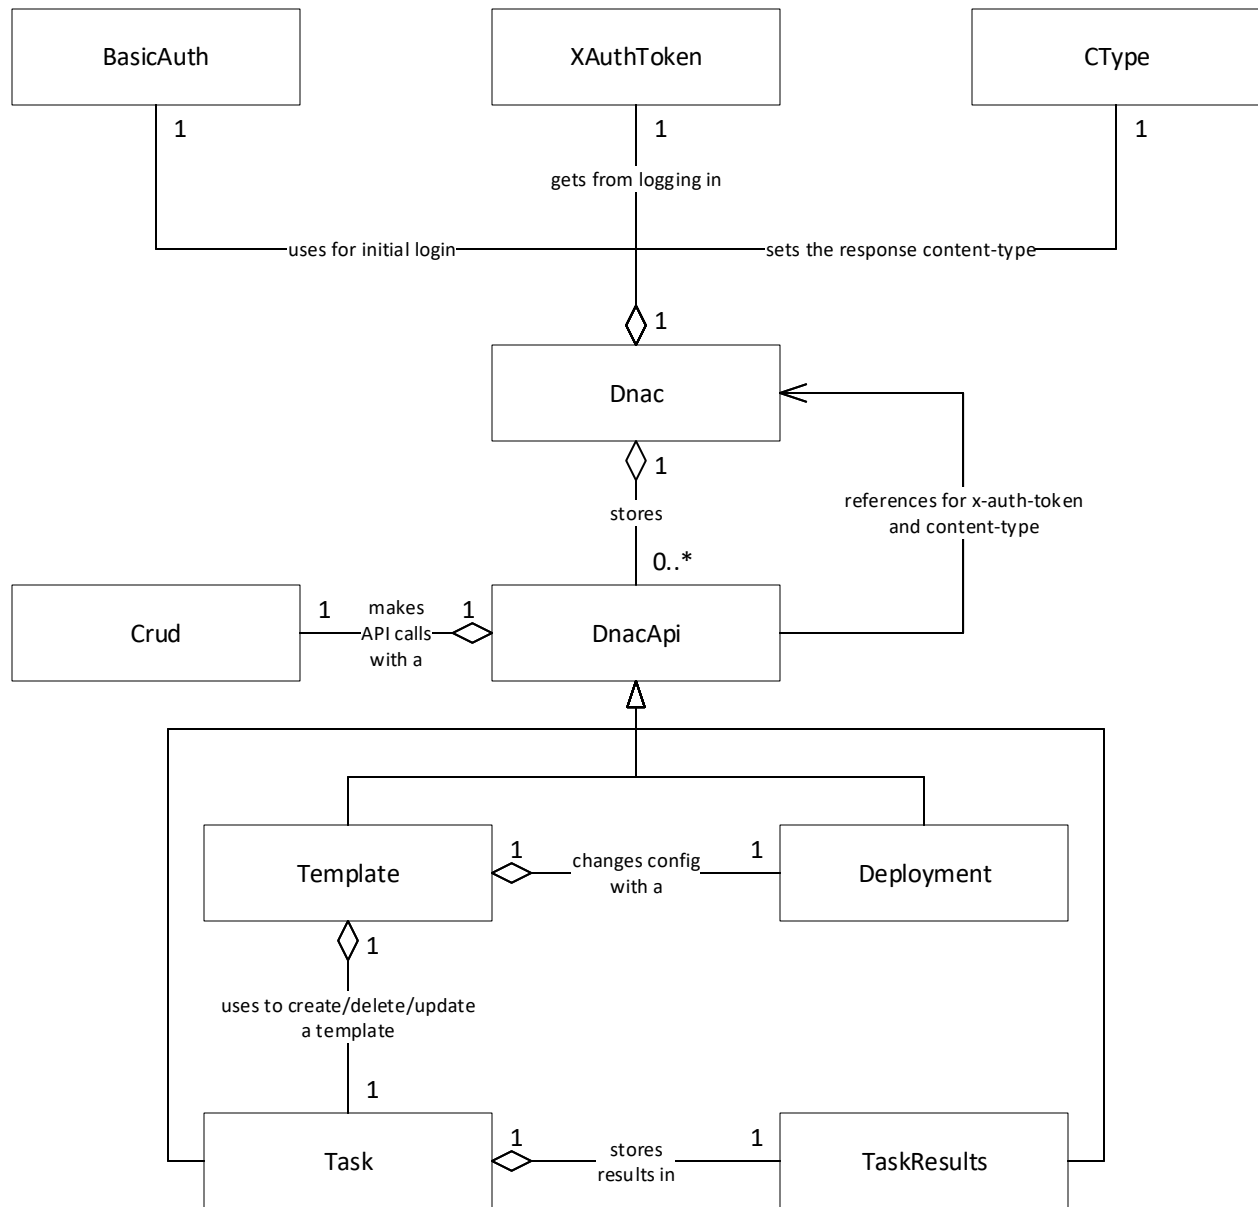 BasicAuth
XAuthToken
CType
1
1
1
gets from logging in
uses for initial login
sets the response content-type
1
Dnac
1
stores
references for x-auth-token
and content-type
0..*
Crud
1
makes
API calls
with a
1
DnacApi
Template
1
changes config
with a
1
Deployment
1
uses to create/delete/update
a template
1
Task
1
stores
results in
1
TaskResults